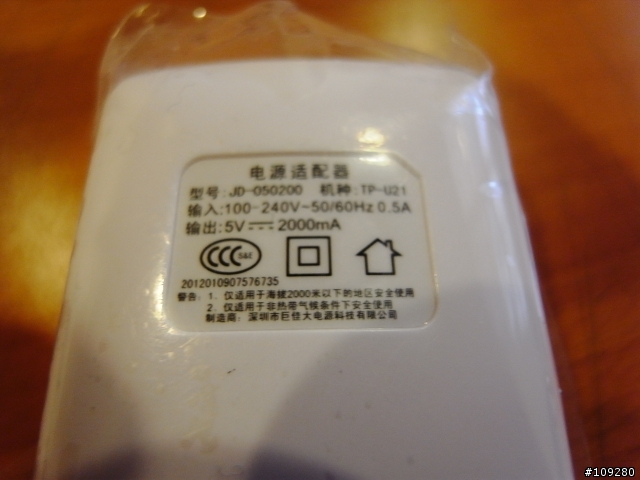 电源适配器
型号:JD-050200 机种:TP-U21
输入:100-240V~50/60Hz 0.5A
输出:5V⎓2000mA
CCC S&E
2012010907576735
警告:1、仅适用于海拔2000米以下的地区安全使用
2、仅适用于非热带气候条件下安全使用
制造商:深圳市巨佳大电源科技有限公司
#109280